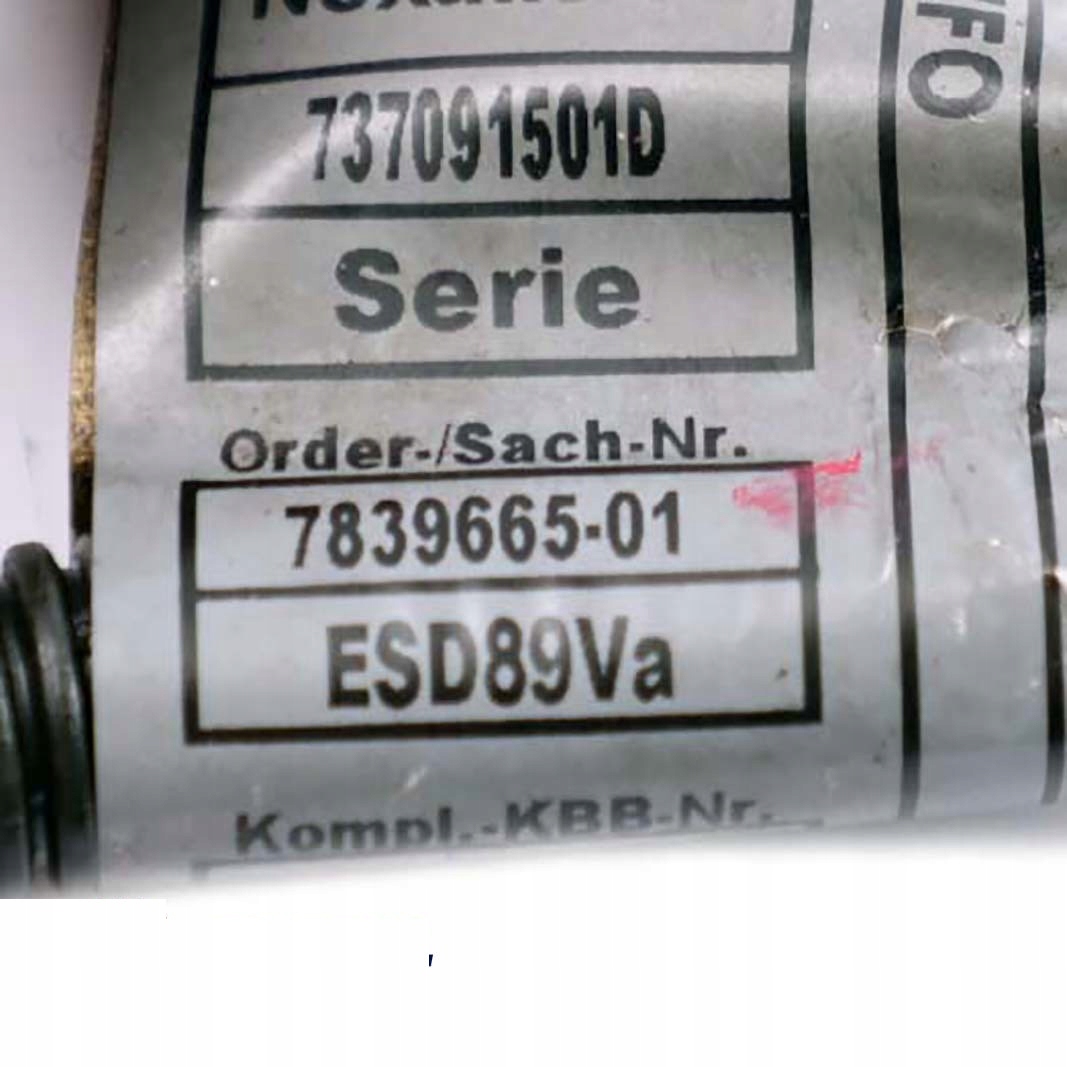 737091501D
Serie
Order-/Sach-Nr.
7839665-01
ESD89Va
Kompl.-KBB-Nr.